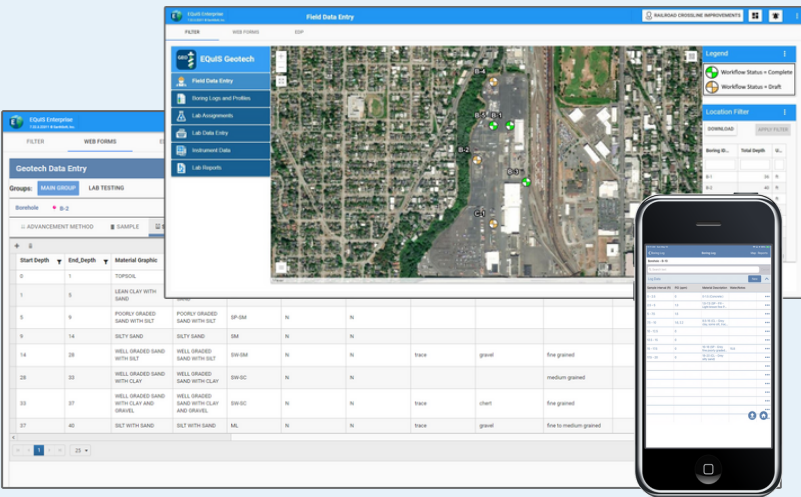 EQuIS Enterprise
Field Data Entry
RAILROAD CROSSLINE IMPROVEMENTS
FILTER
WEB FORMS
EDP
GEO
EQuIS Geotech
Field Data Entry
Boring Logs and Profiles
Lab Assignments
Lab Data Entry
Instrument Data
Lab Reports
B-4
B-5
B-1
B-2
B-3
C-1
Legend
Workflow Status = Complete
Workflow Status = Draft
Location Filter
DOWNLOAD
APPLY FILTER
Boring ID...
Total Depth
U...
B-1
B-2
40
ft
EQuIS Enterprise
FILTER
WEB FORMS
Geotech Data Entry
Groups:
MAIN GROUP
LAB TESTING
Borehole
B-2
ADVANCEMENT METHOD
SAMPLE
Start Depth
End_Depth
Material Graphic
0
1
TOPSOIL
1
5
LEAN CLAY WITH
SAND
SAND
5
9
POORLY GRADED
SAND WITH SILT
POORLY GRADED
SAND WITH SILT
SP-SM
N
N
9
14
SILTY SAND
SILTY SAND
SM
N
N
14
28
WELL GRADED SAND
WITH SILT
WELL GRADED
SAND WITH SILT
SW-SM
N
N
trace
gravel
fine grained
28
33
WELL GRADED SAND
WITH CLAY
WELL GRADED
SAND WITH CLAY
SW-SC
N
N
medium grained
33
37
WELL GRADED SAND
WITH CLAY AND
GRAVEL
WELL GRADED
SAND WITH CLAY
AND GRAVEL
SW-SC
N
N
trace
chert
fine grained
37
40
SILT WITH SAND
SILT WITH SAND
ML
N
N
trace
gravel
fine to medium grained
1
25
Boring Log